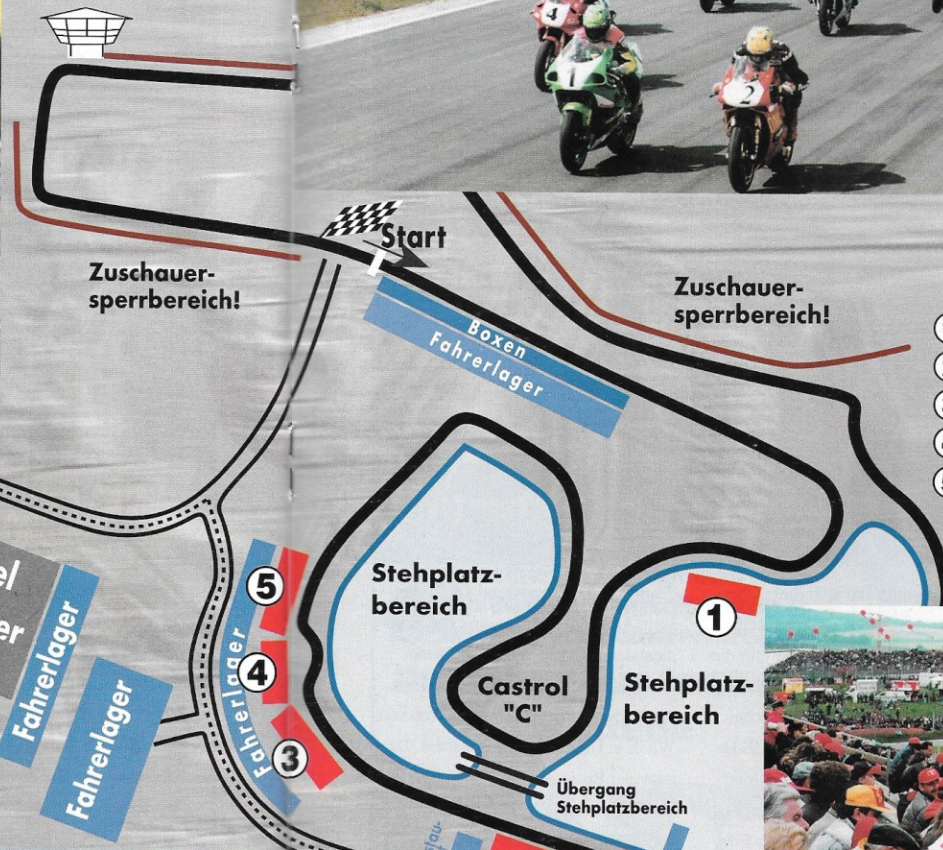 4
1
2
Start
Zuschauer-
sperrbereich!
Zuschauer-
sperrbereich!
Boxen
Fahrerlager
Stehplatz-
bereich
5
1
Fahrerlager
4
Fahrerlager
Castrol
"C"
Stehplatz-
bereich
Fahrerlager
3
Übergang
Stehplatzbereich